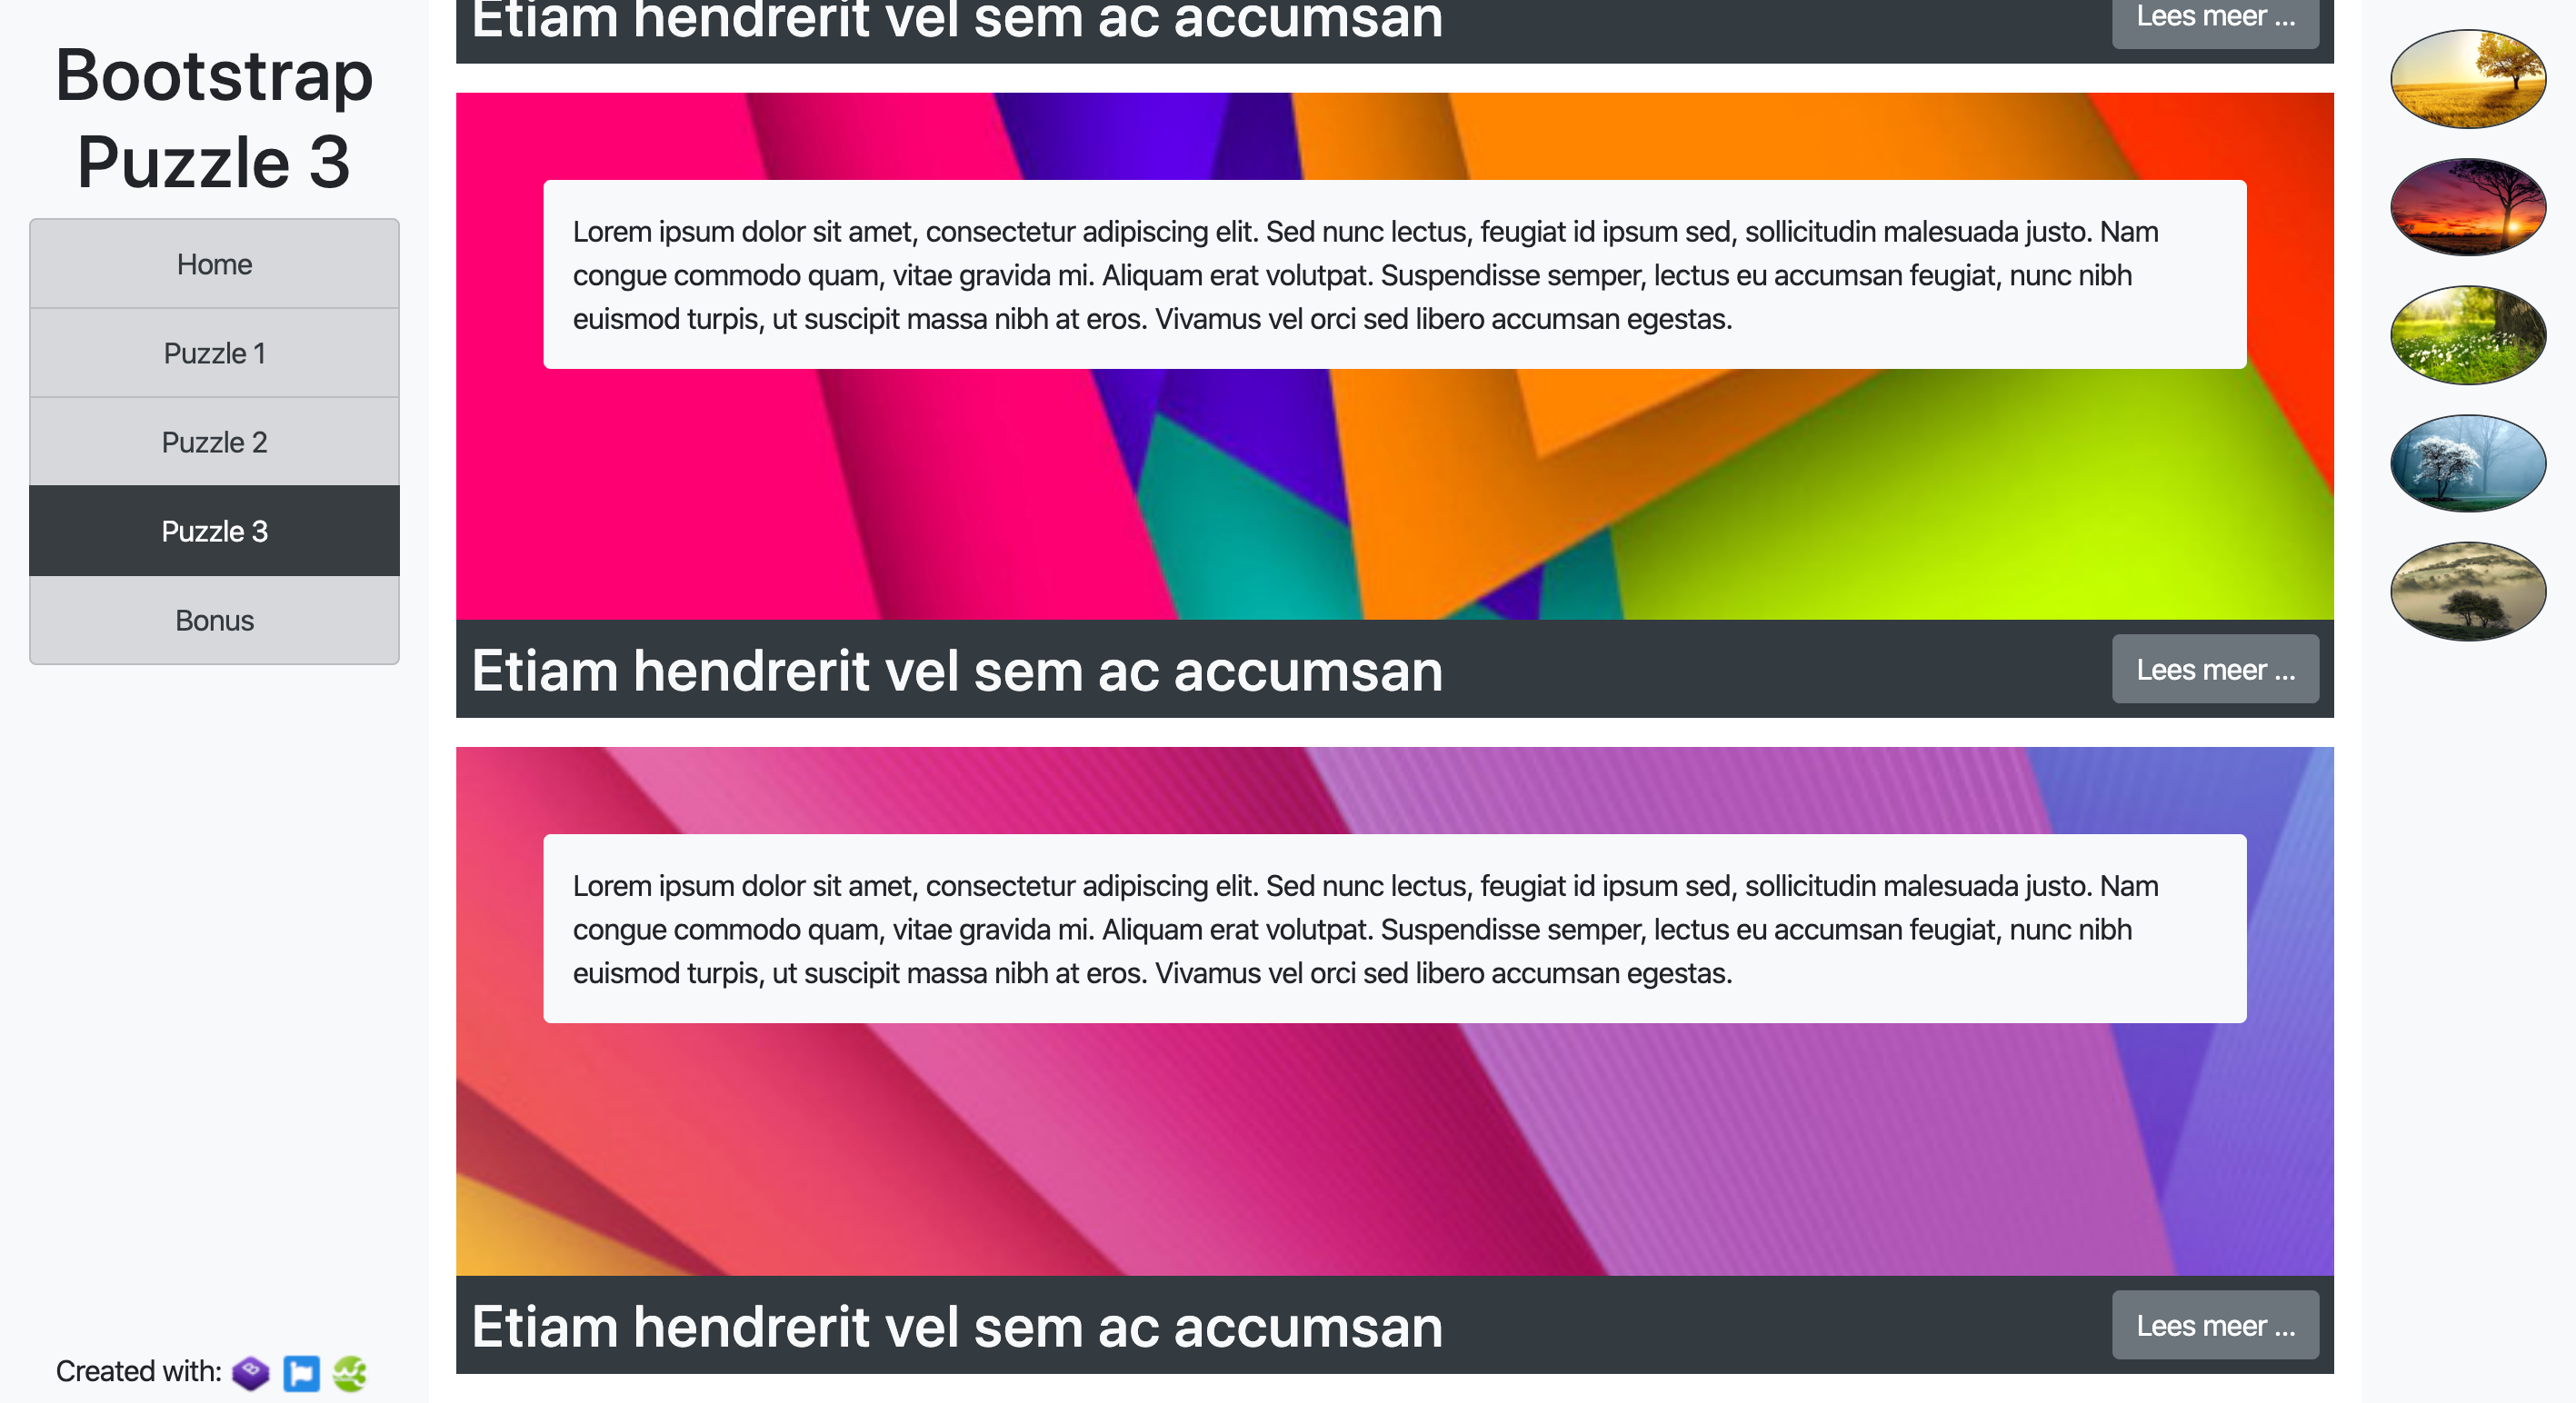 Bootstrap
Puzzle 3
Home
Puzzle 1
Puzzle 2
Puzzle 3
Bonus
Created with:
B
Etiam hendrerit vel sem ac accumsan
Lees meer ...
Lorem ipsum dolor sit amet, consectetur adipiscing elit. Sed nunc lectus, feugiat id ipsum sed, sollicitudin malesuada justo. Nam
congue commodo quam, vitae gravida mi. Aliquam erat volutpat. Suspendisse semper, lectus eu accumsan feugiat, nunc nibh
euismod turpis, ut suscipit massa nibh at eros. Vivamus vel orci sed libero accumsan egestas.
Etiam hendrerit vel sem ac accumsan
Lees meer ...
Lorem ipsum dolor sit amet, consectetur adipiscing elit. Sed nunc lectus, feugiat id ipsum sed, sollicitudin malesuada justo. Nam
congue commodo quam, vitae gravida mi. Aliquam erat volutpat. Suspendisse semper, lectus eu accumsan feugiat, nunc nibh
euismod turpis, ut suscipit massa nibh at eros. Vivamus vel orci sed libero accumsan egestas.
Etiam hendrerit vel sem ac accumsan
Lees meer ...